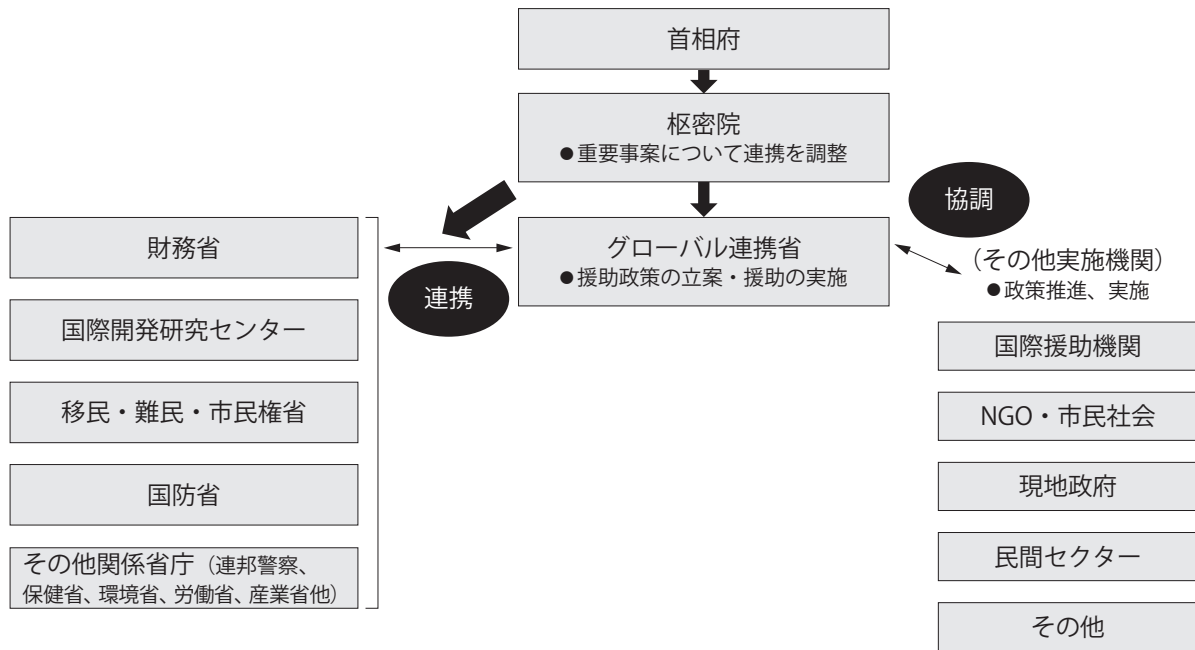 首相府
枢密院
●重要事案について連携を調整
協調
グローバル連携省
●援助政策の立案・援助の実施
連携
(その他実施機関)
●政策推進、実施
財務省
国際開発研究センター
移民・難民・市民権省
国防省
その他関係省庁（連邦警察、
保健省、環境省、労働省、産業省他）
国際援助機関
NGO・市民社会
現地政府
民間セクター
その他